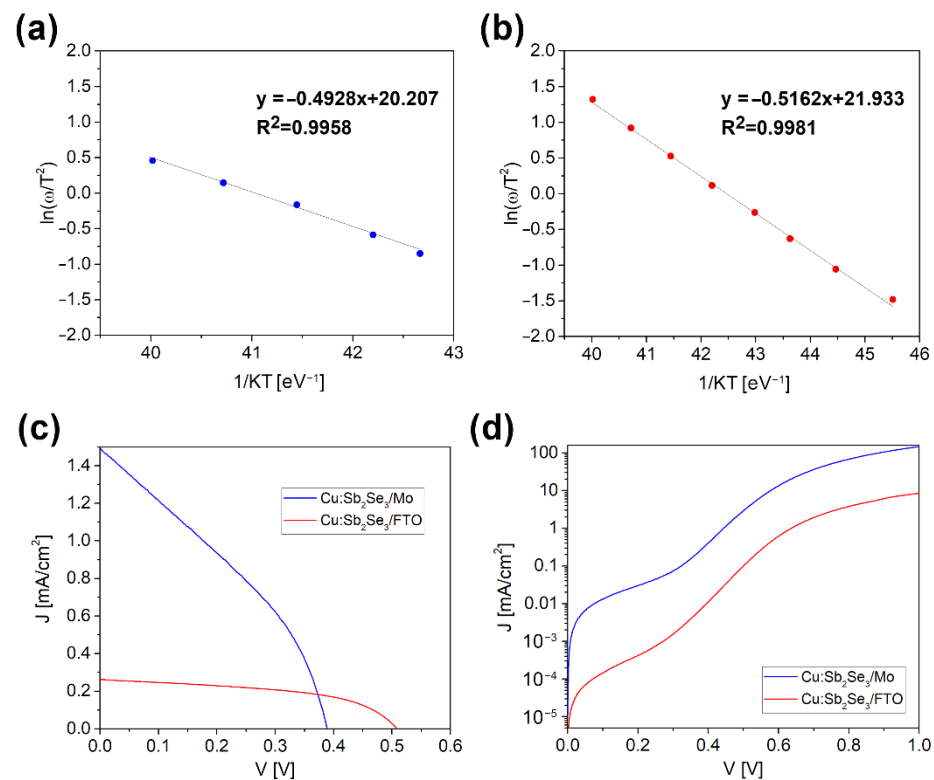 (a)
2.0
1.5
1.0
0.5
0.0
−0.5
−1.0
−1.5
−2.0
ln(ω/T²)
y = −0.4928x+20.207
R²=0.9958
40 41 42 43
1/KT [eV⁻¹]
(b)
2.0
1.5
1.0
0.5
0.0
−0.5
−1.0
−1.5
−2.0
ln(ω/T²)
y = −0.5162x+21.933
R²=0.9981
40 41 42 43 44 45 46
1/KT [eV⁻¹]
(c)
1.4
1.2
1.0
0.8
0.6
0.4
0.2
0.0
J [mA/cm²]
Cu:Sb₂Se₃/Mo
Cu:Sb₂Se₃/FTO
0.0 0.1 0.2 0.3 0.4 0.5 0.6
V [V]
(d)
100
10
1
0.1
0.01
10⁻³
10⁻⁴
10⁻⁵
J [mA/cm²]
Cu:Sb₂Se₃/Mo
Cu:Sb₂Se₃/FTO
0.0 0.2 0.4 0.6 0.8 1.0
V [V]